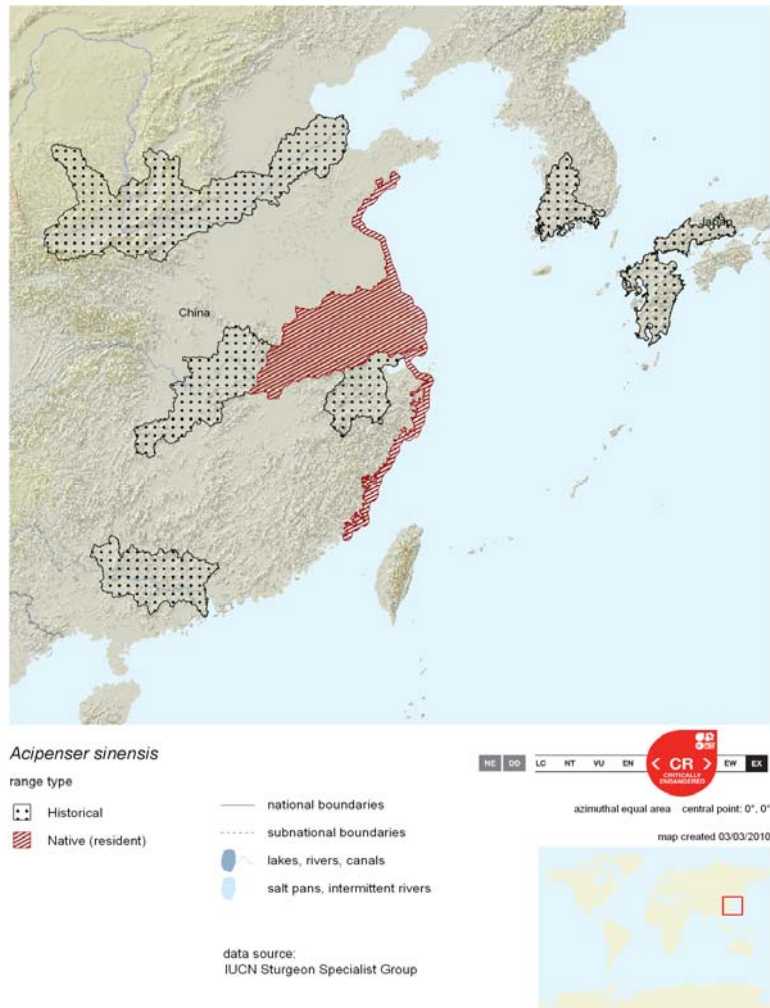 China
Japan
Acipenser sinensis
range type
Historical
Native (resident)
national boundaries
subnational boundaries
lakes, rivers, canals
salt pans, intermittent rivers
data source:
IUCN Sturgeon Specialist Group
NE DD LC NT VU EN < CR > EW EX
CRITICALLY
ENDANGERED
azimuthal equal area central point: 0°, 0°
map created 03/03/2010